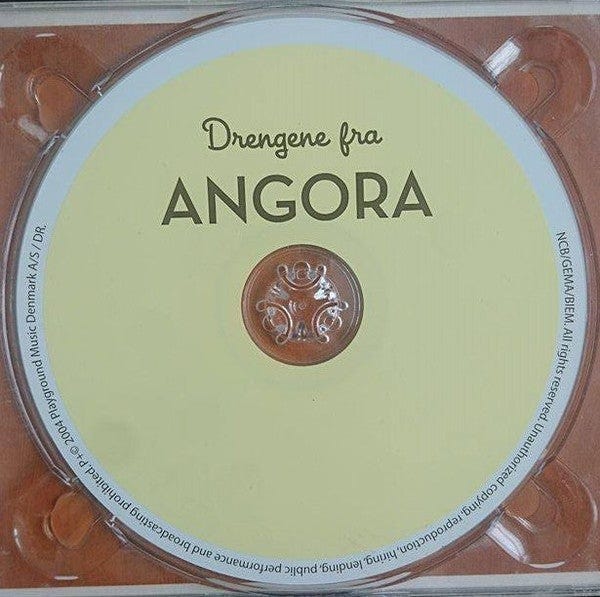 Drengene fra
ANGORA
NCB/GEMA/BIEM. All rights reserved. Unauthorized copying, reproduction, hiring, lending, public performance and broadcasting prohibited. P+© 2004 Playground Music Denmark A/S / DR.